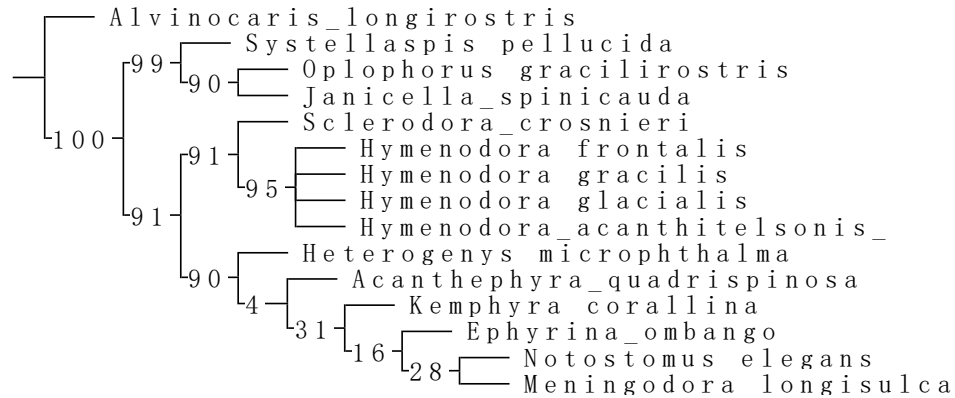 Alvinocaris_longirostris
Systellaspis pellucida
99
Oplophorus gracilirostris
90
Janicella_spinicauda
Sclerodora_crosnieri
100
Hymenodora frontalis
91
Hymenodora gracilis
95
Hymenodora glacialis
91
Hymenodora_acanthitelsonis_
Heterogenys microphthalma
90
Acanthephyra_quadrispinosa
4
Kemphyra corallina
31
Ephyrina_ombango
16
Notostomus elegans
28
Meningodora longisulca